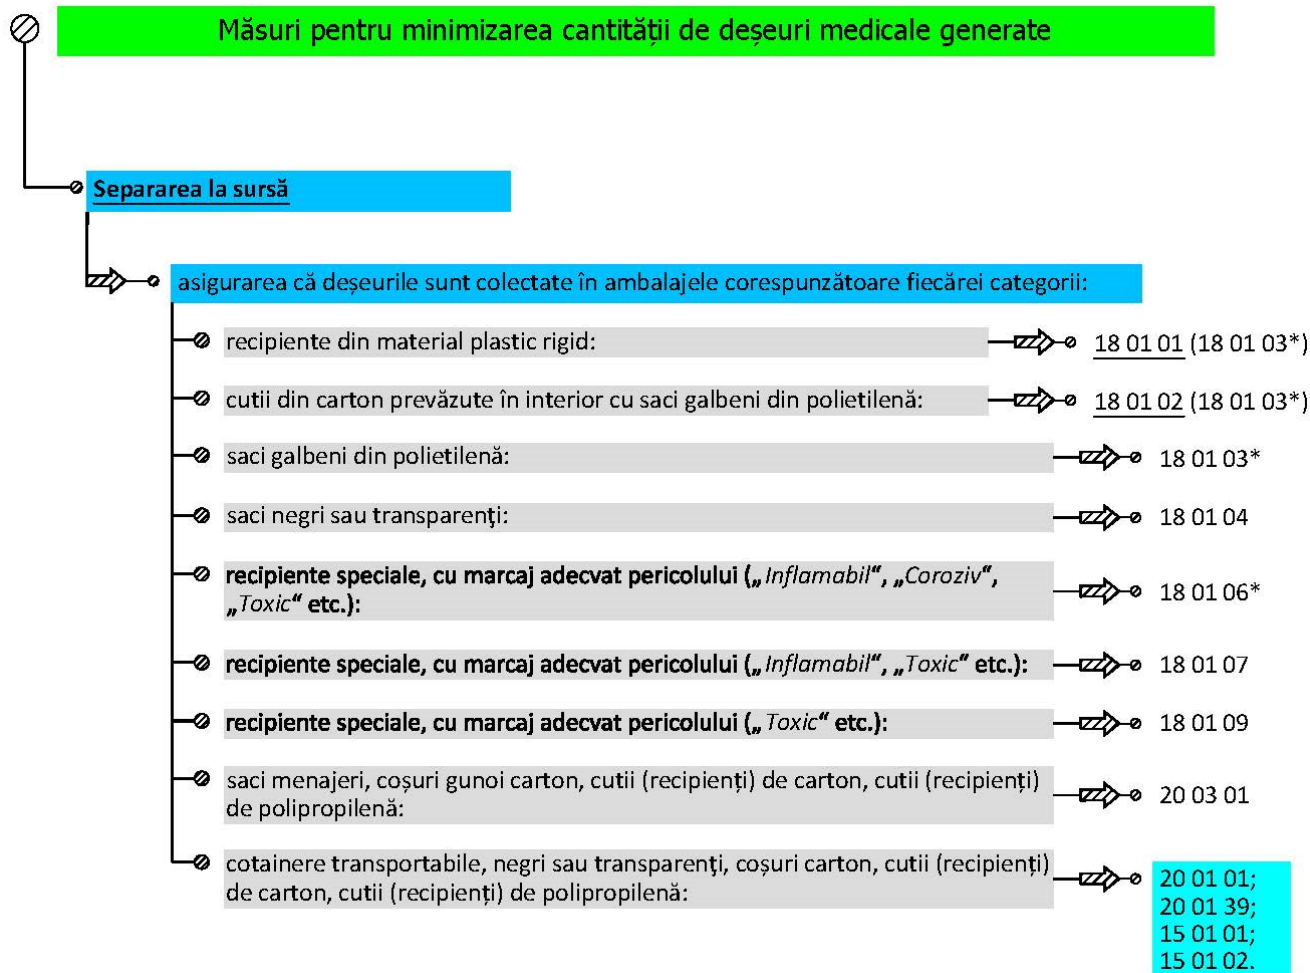 Măsuri pentru minimizarea cantității de deșeuri medicale generate
Separarea la sursă
asigurarea că deșeurile sunt colectate în ambalajele corespunzătoare fiecărei categorii:
recipiente din material plastic rigid: 18 01 01 (18 01 03*)
cutii din carton prevăzute în interior cu saci galbeni din polietilenă: 18 01 02 (18 01 03*)
saci galbeni din polietilenă: 18 01 03*
saci negri sau transparenţi: 18 01 04
recipiente speciale, cu marcaj adecvat pericolului („Inflamabil“, „Coroziv“,
„Toxic“ etc.): 18 01 06*
recipiente speciale, cu marcaj adecvat pericolului („Inflamabil“, „Toxic“ etc.): 18 01 07
recipiente speciale, cu marcaj adecvat pericolului („Toxic“ etc.): 18 01 09
saci menajeri, coșuri gunoi carton, cutii (recipienți) de carton, cutii (recipienți)
de polipropilenă: 20 03 01
cotainere transportabile, negri sau transparenți, coșuri carton, cutii (recipienți)
de carton, cutii (recipienți) de polipropilenă: 20 01 01;
20 01 39;
15 01 01;
15 01 02.